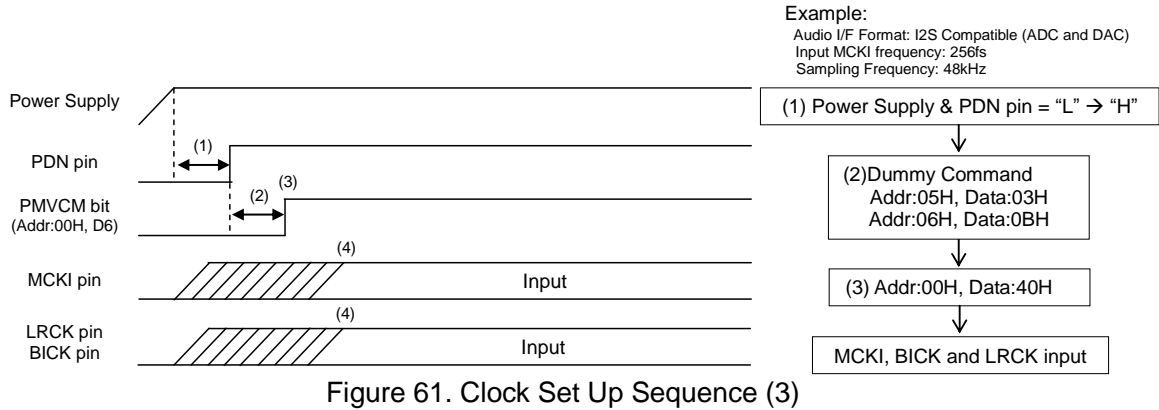 Example:
Audio I/F Format: I2S Compatible (ADC and DAC)
Input MCKI frequency: 256fs
Sampling Frequency: 48kHz
Power Supply
PDN pin
PMVCM bit
(Addr:00H, D6)
MCKI pin
LRCK pin
BICK pin
(1)
(2)
(3)
(4)
Input
(4)
Input
(1) Power Supply & PDN pin = “L” → “H”
(2)Dummy Command
Addr:05H, Data:03H
Addr:06H, Data:0BH
(3) Addr:00H, Data:40H
MCKI, BICK and LRCK input
Figure 61. Clock Set Up Sequence (3)